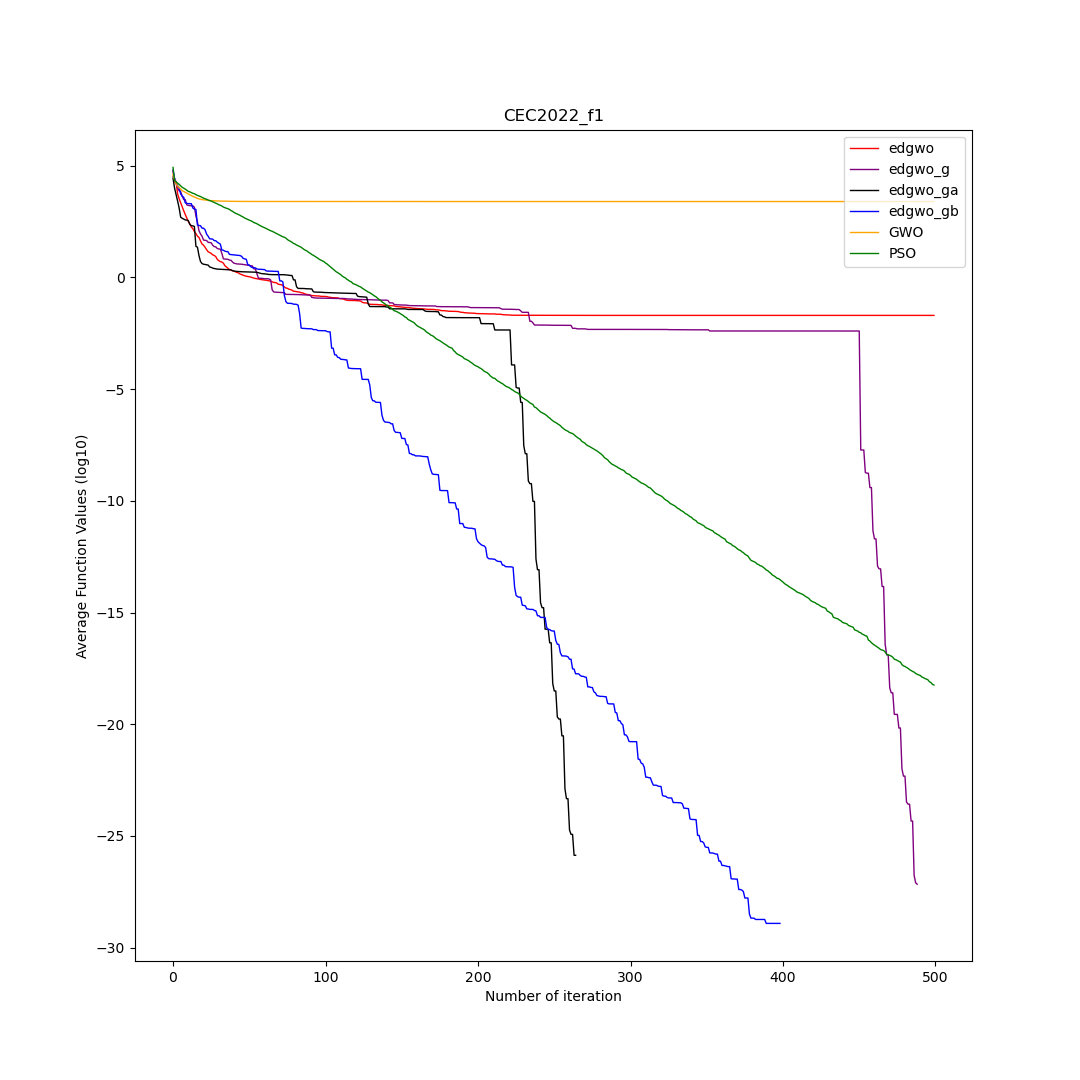 CEC2022_f1
edgwo
edgwo_g
edgwo_ga
edgwo_gb
GWO
PSO
5
0
−5
−10
−15
−20
−25
−30
Average Function Values (log10)
0 100 200 300 400 500
Number of iteration